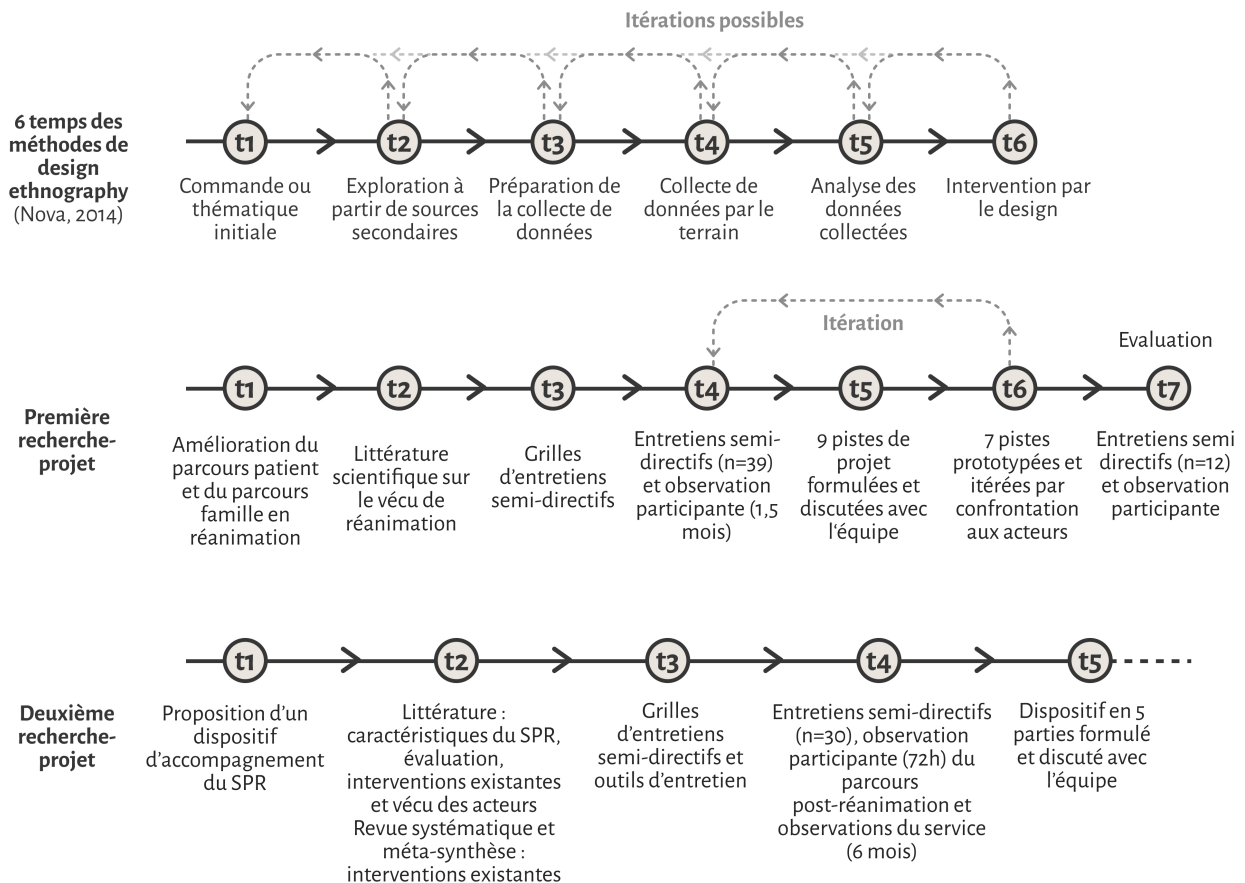 Itérations possibles
6 temps des
méthodes de
design
ethnography
(Nova, 2014)
t1
t2
t3
t4
t5
t6
Commande ou
thématique
initiale
Exploration à
partir de sources
secondaires
Préparation de
la collecte de
données
Collecte de
données par le
terrain
Analyse des
données
collectées
Intervention par
le design
Première
recherche-
projet
Itération
Evaluation
t1
t2
t3
t4
t5
t6
t7
Amélioration du
parcours patient
et du parcours
famille en
réanimation
Littérature
scientifique sur
le vécu de
réanimation
Grilles
d'entretiens
semi-directifs
Entretiens semi-
directifs (n=39)
et observation
participante (1,5
mois)
9 pistes de
projet
formulées et
discutées avec
l'équipe
7 pistes
prototypées et
itérées par
confrontation
aux acteurs
Entretiens semi
directifs (n=12)
et observation
participante
Deuxième
recherche-
projet
t1
t2
t3
t4
t5
Proposition d'un
dispositif
d'accompagnement
du SPR
Littérature :
caractéristiques du SPR,
évaluation,
interventions existantes
et vécu des acteurs
Revue systématique et
méta-synthèse :
interventions existantes
Grilles
d'entretiens
semi-directifs et
outils d'entretien
Entretiens semi-directifs
(n=30), observation
participante (72h) du
parcours
post-réanimation et
observations du service
(6 mois)
Dispositif en 5
parties formulé
et discuté avec
l'équipe